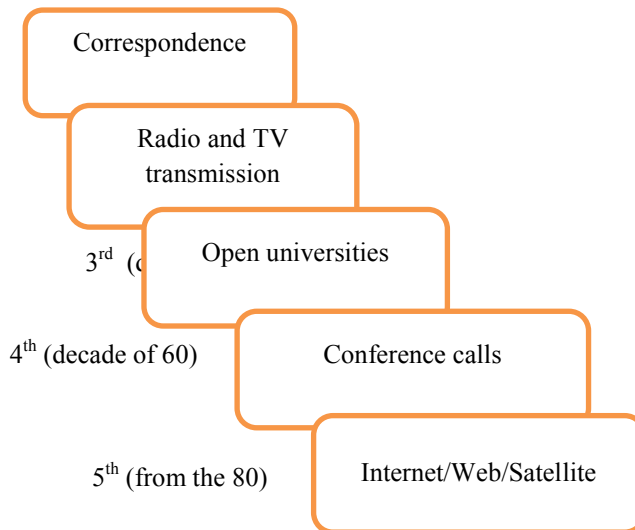 Correspondence
Radio and TV
transmission
3rd (
Open universities
4th (decade of 60)
Conference calls
5th (from the 80)
Internet/Web/Satellite